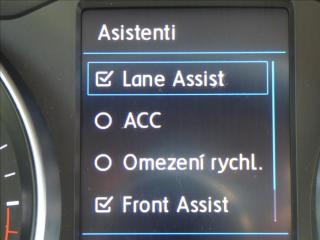 Asistenti
Lane Assist
ACC
Omezení rychl.
Front Assist